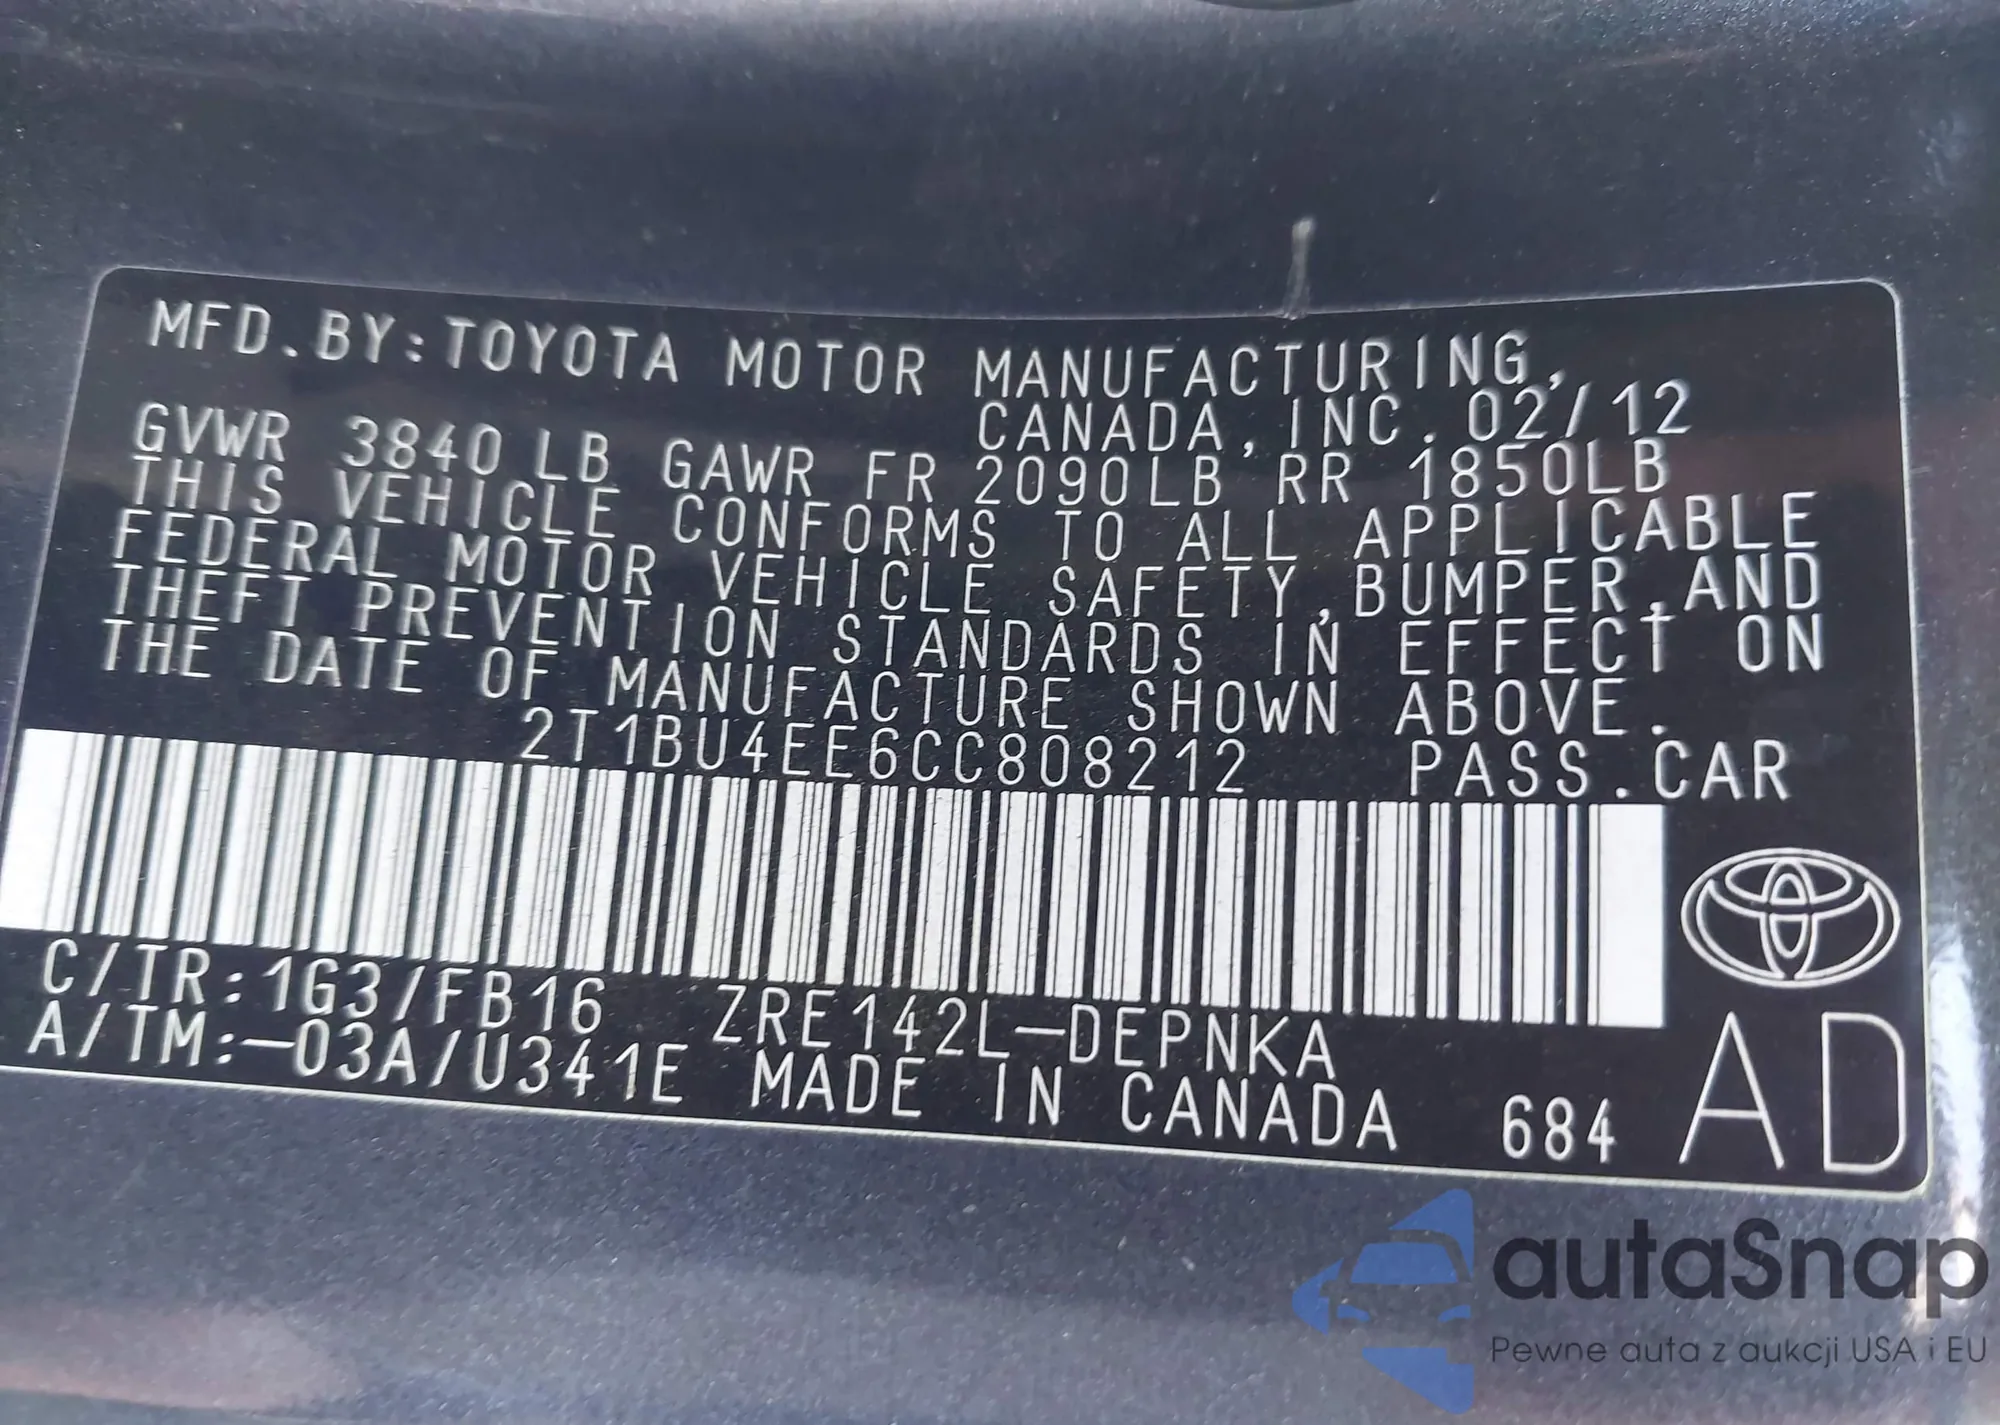 MFD.BY:TOYOTA MOTOR MANUFACTURING,
CANADA,INC. 02/12
GVWR 3840LB GAWR FR 2090LB RR 1850LB
THIS VEHICLE CONFORMS TO ALL APPLICABLE
FEDERAL MOTOR VEHICLE SAFETY,BUMPER,AND
THEFT PREVENTION STANDARDS IN EFFECT ON
THE DATE OF MANUFACTURE SHOWN ABOVE.
2T1BU4EE6CC808212 PASS.CAR
C/TR:1G3/FB16 ZRE142L-DEPNKA
A/TM:-03A/U341E MADE IN CANADA 684 AD
autaSnap
Pewne auta z aukcji USA i EU